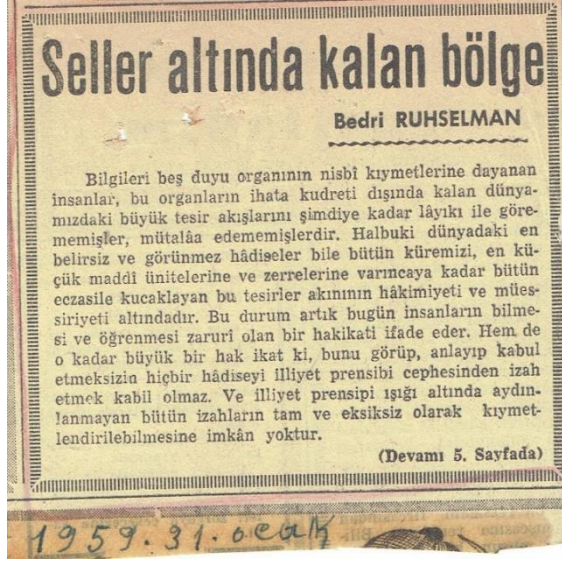 Seller altında kalan bölge
Bedri RUHSELMAN
Bilgileri beş duyu organının nisbî kıymetlerine dayanan
insanlar, bu organların ihata kudreti dışında kalan dünya-
mızdaki büyük tesir akışlarını şimdiye kadar lâyıkı ile göre-
memişler, mütalâa edememişlerdir. Halbuki dünyadaki en
belirsiz ve görünmez hâdiseler bile bütün küremizi, en kü-
çük maddî ünitelerine ve zerrelerine varıncaya kadar bütün
eczasile kucaklayan bu tesirler akınının hâkimiyeti ve mües-
siriyeti altındadır. Bu durum artık bugün insanların bilme-
si ve öğrenmesi zarurî olan bir hakikati ifade eder. Hem de
o kadar büyük bir hak ikat ki, bunu görüp, anlayıp kabul
etmeksizin hiçbir hâdiseyi illiyet prensibi cephesinden izah
etmek kabil olmaz. Ve illiyet prensipi ışığı altında aydın-
lanmayan bütün izahların tam ve eksiksiz olarak kıymet-
lendirilebilmesine imkân yoktur.
(Devamı 5. Sayfada)
1959.31.ocak